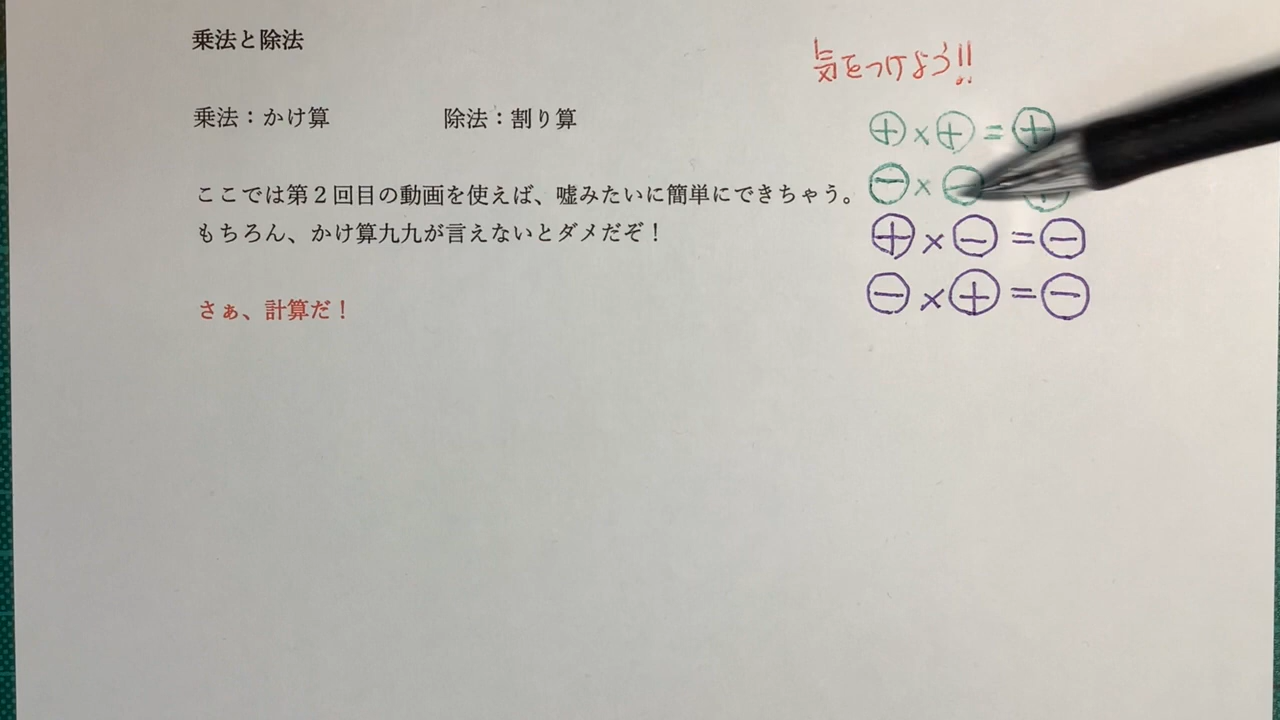 乗法と除法
気をつけよう!!
乗法：かけ算　除法：割り算
⊕×⊕=⊕
ここでは第２回目の動画を使えば、嘘みたいに簡単にできちゃう。
⊖×⊖
もちろん、かけ算九九が言えないとダメだぞ！
⊕×⊖=⊖
⊖×⊕=⊖
さぁ、計算だ！